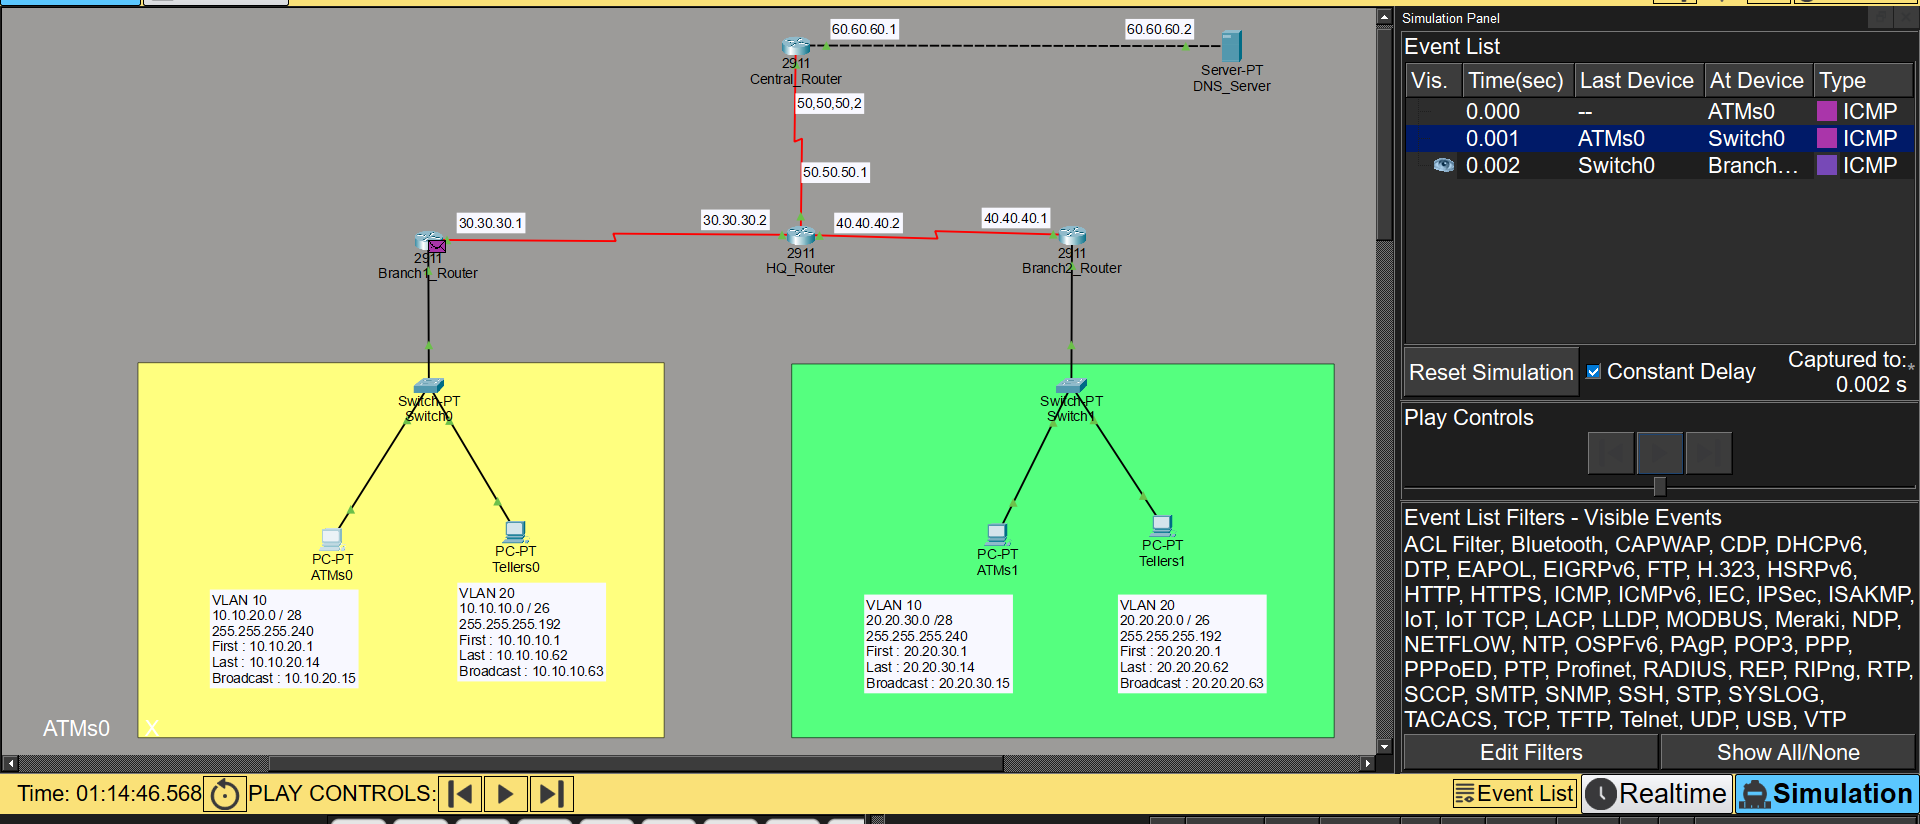 60.60.60.1
60.60.60.2
2911
Central_Router
Server-PT
DNS_Server
50,50,50,2
50.50.50.1
30.30.30.1
30.30.30.2
40.40.40.2
40.40.40.1
2911
Branch1_Router
2911
HQ_Router
2911
Branch2_Router
Switch-PT
Switch0
Switch-PT
Switch1
PC-PT
ATMs0
PC-PT
Tellers0
PC-PT
ATMs1
PC-PT
Tellers1
VLAN 10
10.10.20.0 / 28
255.255.255.240
First : 10.10.20.1
Last : 10.10.20.14
Broadcast : 10.10.20.15
VLAN 20
10.10.10.0 / 26
255.255.255.192
First : 10.10.10.1
Last : 10.10.10.62
Broadcast : 10.10.10.63
VLAN 10
20.20.30.0 /28
255.255.255.240
First : 20.20.30.1
Last : 20.20.30.14
Broadcast : 20.20.30.15
VLAN 20
20.20.20.0 / 26
255.255.255.192
First : 20.20.20.1
Last : 20.20.20.62
Broadcast : 20.20.20.63
ATMs0 X
Simulation Panel
Event List
Vis. Time(sec) Last Device At Device Type
0.000 -- ATMs0 ICMP
0.001 ATMs0 Switch0 ICMP
0.002 Switch0 Branch... ICMP
Reset Simulation Constant Delay Captured to:*
0.002 s
Play Controls
Event List Filters - Visible Events
ACL Filter, Bluetooth, CAPWAP, CDP, DHCPv6,
DTP, EAPOL, EIGRPv6, FTP, H.323, HSRPv6,
HTTP, HTTPS, ICMP, ICMPv6, IEC, IPSec, ISAKMP,
IoT, IoT TCP, LACP, LLDP, MODBUS, Meraki, NDP,
NETFLOW, NTP, OSPFv6, PAgP, POP3, PPP,
PPPoED, PTP, Profinet, RADIUS, REP, RIPng, RTP,
SCCP, SMTP, SNMP, SSH, STP, SYSLOG,
TACACS, TCP, TFTP, Telnet, UDP, USB, VTP
Edit Filters Show All/None
Time: 01:14:46.568 PLAY CONTROLS: Event List Realtime Simulation